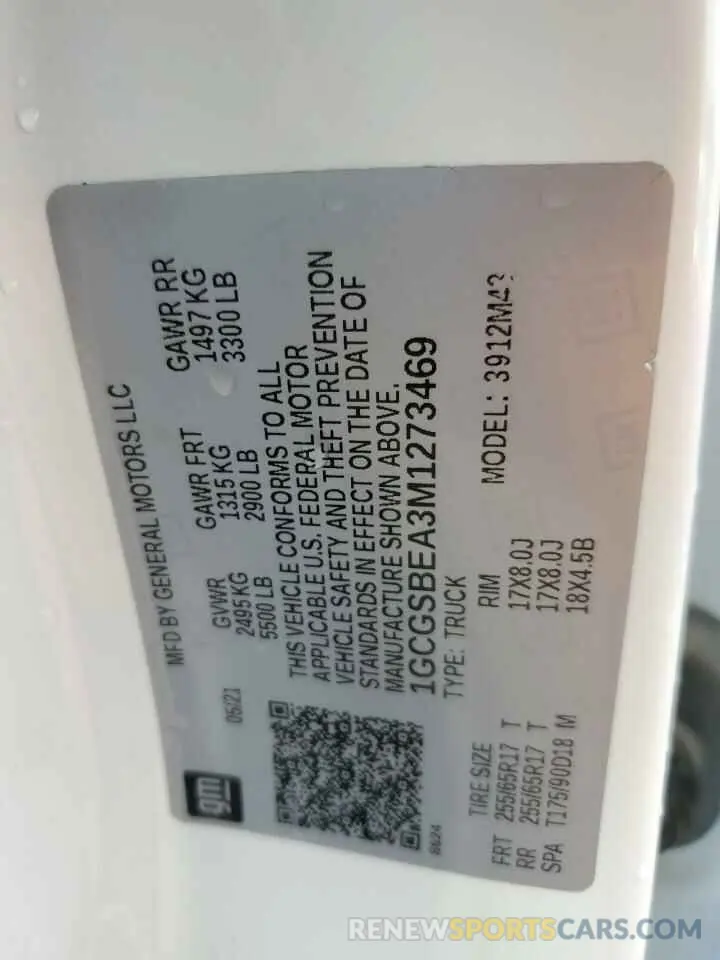 MFD BY GENERAL MOTORS LLC
gm
05/21
GVWR GAWR FRT GAWR RR
2495 KG 1315 KG 1497 KG
5500 LB 2900 LB 3300 LB
THIS VEHICLE CONFORMS TO ALL
APPLICABLE U.S. FEDERAL MOTOR
VEHICLE SAFETY AND THEFT PREVENTION
STANDARDS IN EFFECT ON THE DATE OF
MANUFACTURE SHOWN ABOVE.
1GCGSBEA3M1273469
TYPE: TRUCK
8624
TIRE SIZE RIM MODEL:
FRT 255/65R17 T 17X8.0J
RR 255/65R17 T 17X8.0J
SPA T175/90D18 M 18X4.5B
RENEWSPORTSCARS.COM